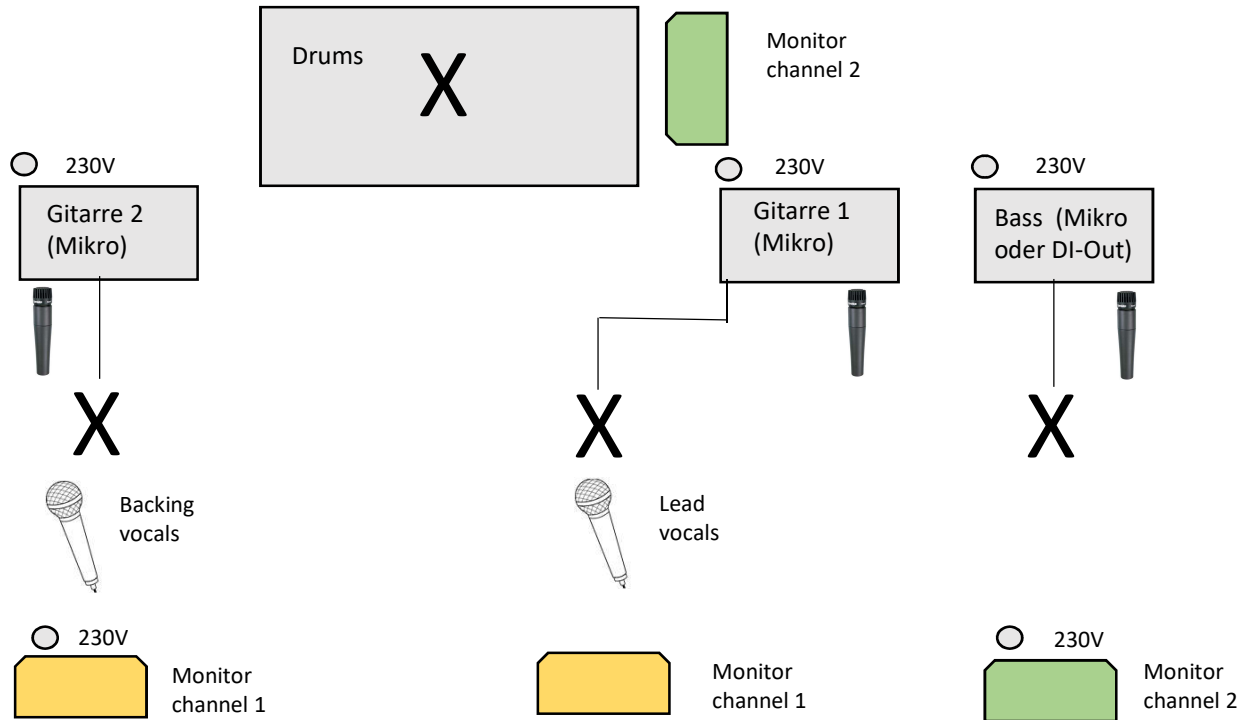 Drums
X
Monitor
channel 2
230V
230V
230V
Gitarre 2
(Mikro)
Gitarre 1
(Mikro)
Bass (Mikro
oder DI-Out)
X
X
X
Backing
vocals
Lead
vocals
230V
230V
Monitor
channel 1
Monitor
channel 1
Monitor
channel 2